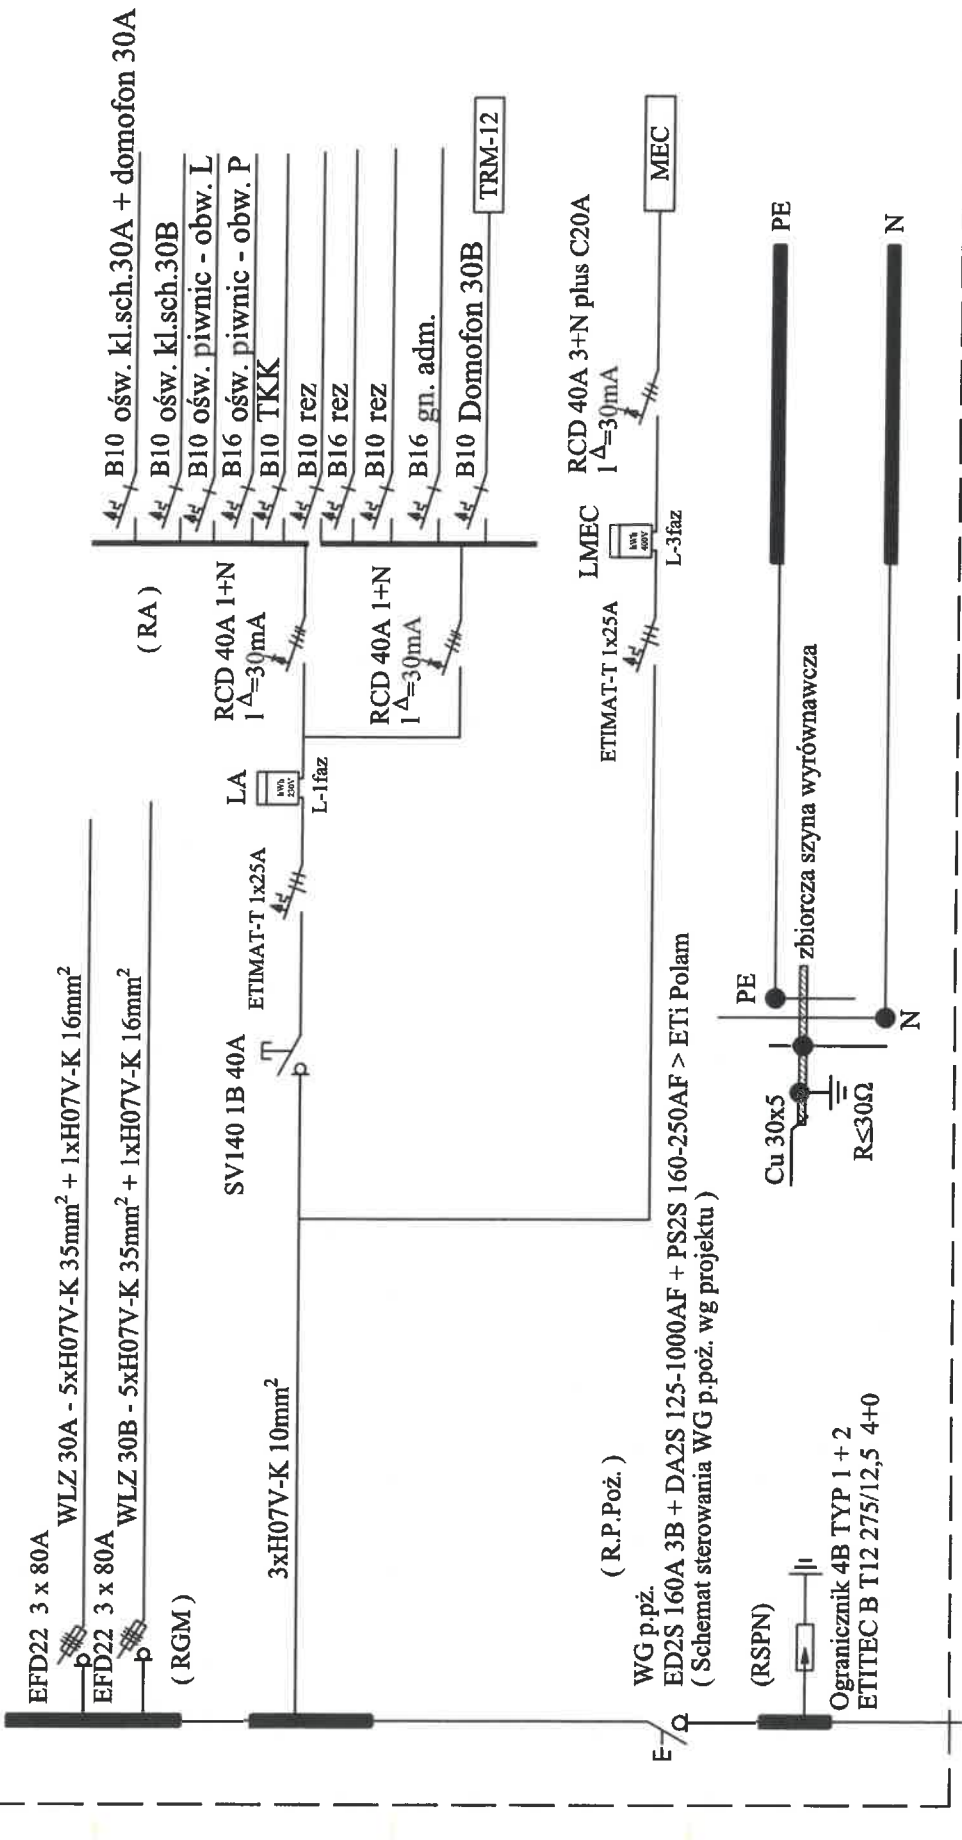 EFD22 3 x 80A
WLZ 30A - 5xH07V-K 35mm² + 1xH07V-K 16mm²
EFD22 3 x 80A
WLZ 30B - 5xH07V-K 35mm² + 1xH07V-K 16mm²
( RGM )
3xH07V-K 10mm²
SV140 1B 40A
ETIMAT-T 1x25A
LA
kWh
230V
L-1faz
( RA )
RCD 40A 1+N
I Δ=30mA
RCD 40A 1+N
I Δ=30mA
B10 ośw. kl.sch.30A + domofon 30A
B10 ośw. kl.sch.30B
B10 ośw. piwnic - obw. L
B16 ośw. piwnic - obw. P
B10 TKK
B10 rez
B16 rez
B10 rez
B16 gn. adm.
B10 Domofon 30B
TRM-12
ETIMAT-T 1x25A
LMEC
kWh
400V
L-3faz
RCD 40A 3+N plus C20A
I Δ=30mA
MEC
( R.P.Poż. )
WG p.pż.
ED2S 160A 3B + DA2S 125-1000AF + PS2S 160-250AF > ETi Polam
( Schemat sterowania WG p.poż. wg projektu )
(RSPN)
Ogranicznik 4B TYP 1 + 2
ETITEC B T12 275/12,5 4+0
Cu 30x5
R≤30Ω
PE
N
zbiorcza szyna wyrównawcza
PE
N